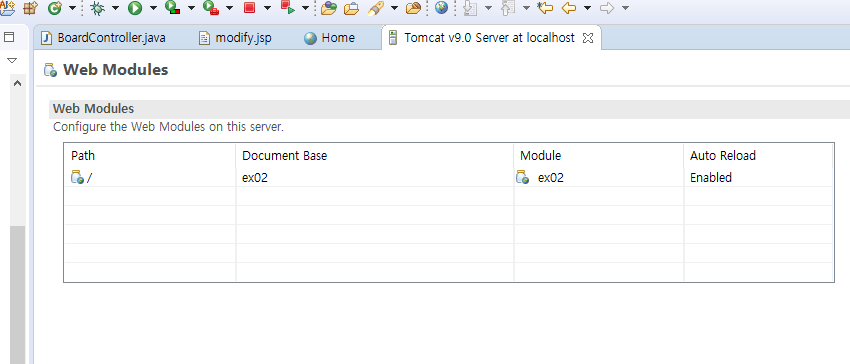 BoardController.java modify.jsp Home Tomcat v9.0 Server at localhost
Web Modules
Web Modules
Configure the Web Modules on this server.
Path Document Base Module Auto Reload
/ ex02 ex02 Enabled